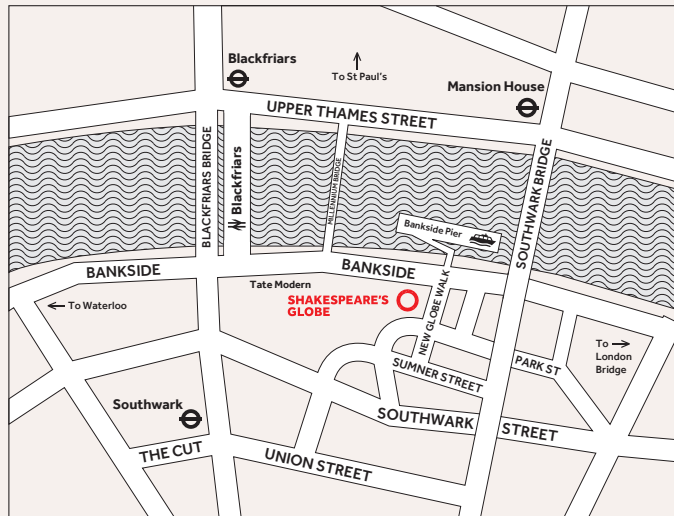 Blackfriars
To St Paul's
Mansion House
UPPER THAMES STREET
BLACKFRIARS BRIDGE
Blackfriars
MILLENNIUM BRIDGE
SOUTHWARK BRIDGE
Bankside Pier
BANKSIDE
BANKSIDE
Tate Modern
SHAKESPEARE'S
GLOBE
NEW GLOBE WALK
To Waterloo
To
London
Bridge
PARK ST
SUMNER STREET
Southwark
SOUTHWARK
STREET
THE CUT
UNION STREET